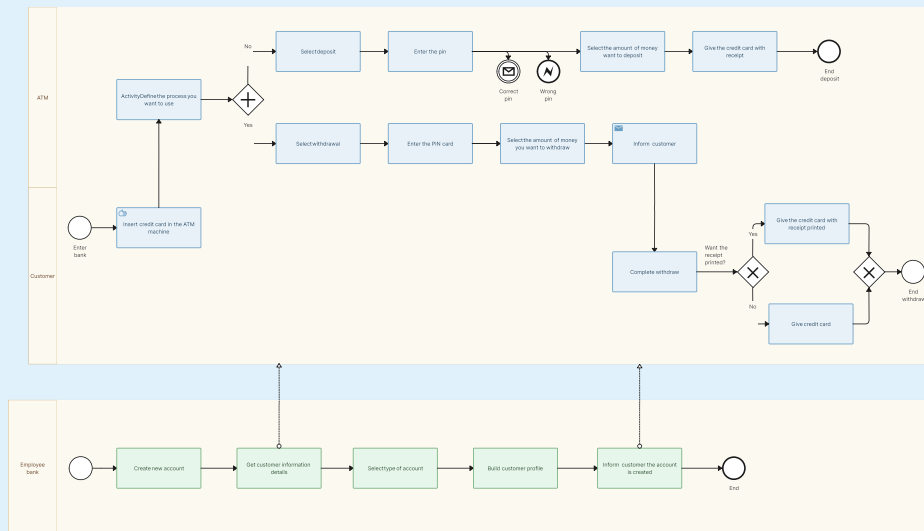 ATM
No
Select deposit
Enter the pin
Correct
pin
Wrong
pin
Select the amount of money
want to deposit
Give the credit card with
receipt
End
deposit
ActivityDefine the process you
want to use
Yes
Select withdrawal
Enter the PIN card
Select the amount of money
you want to withdraw
Inform customer
Customer
Enter
bank
Insert credit card in the ATM
machine
Complete withdraw
Want the
receipt
printed?
Yes
Give the credit card with
receipt printed
No
Give credit card
End
withdraw
Employee
bank
Create new account
Get customer information
details
Select type of account
Build customer profile
Inform customer the account
is created
End